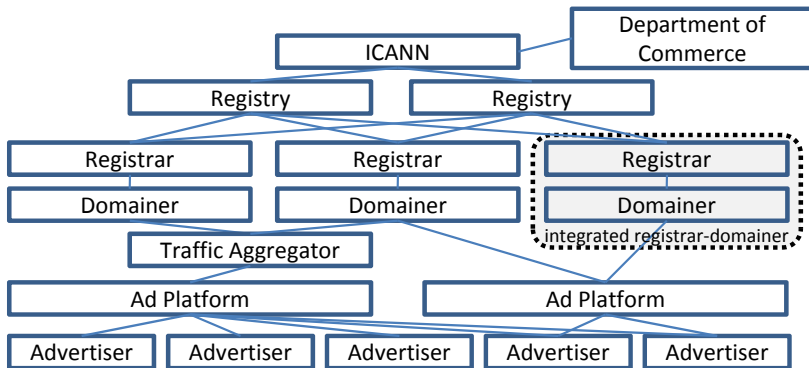 Department of
Commerce
ICANN
Registry
Registry
Registrar
Registrar
Registrar
Domainer
Domainer
Domainer
integrated registrar-domainer
Traffic Aggregator
Ad Platform
Ad Platform
Advertiser
Advertiser
Advertiser
Advertiser
Advertiser